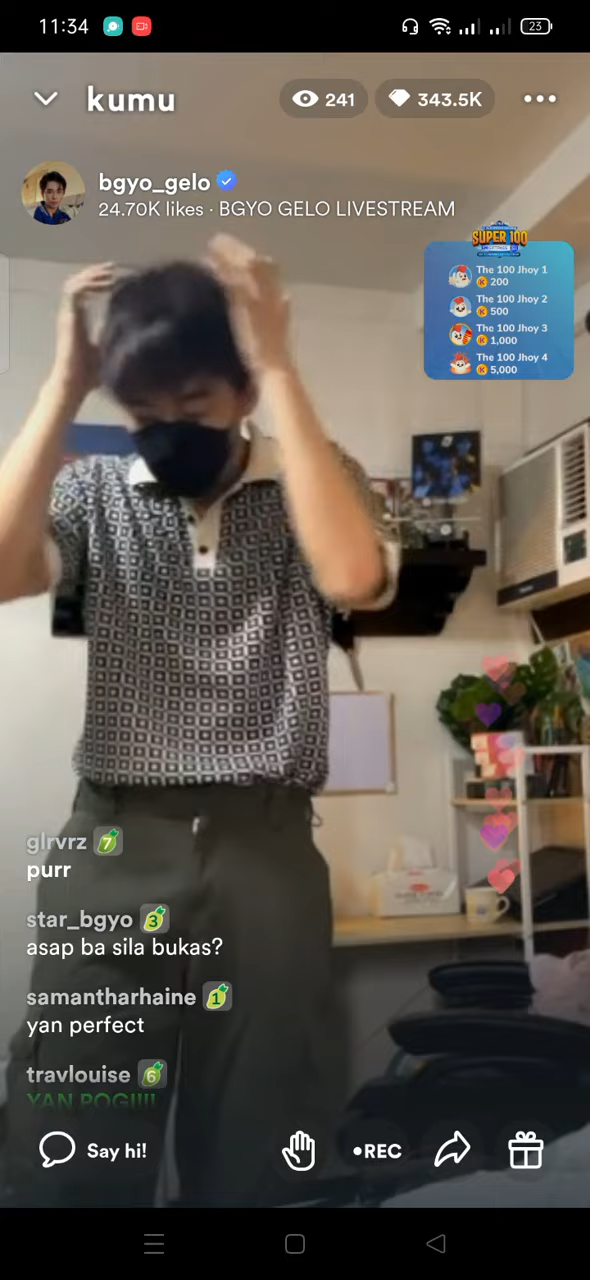 11:34
23
kumu
241
343.5K
bgyo_gelo
24.70K likes · BGYO GELO LIVESTREAM
SUPER 100
The 100 Jhoy 1
200
The 100 Jhoy 2
500
The 100 Jhoy 3
1,000
The 100 Jhoy 4
5,000
glrvrz 7
purr
star_bgyo 3
asap ba sila bukas?
samantharhaine 1
yan perfect
travlouise 6
YAN POGI!!!!
Say hi!
•REC